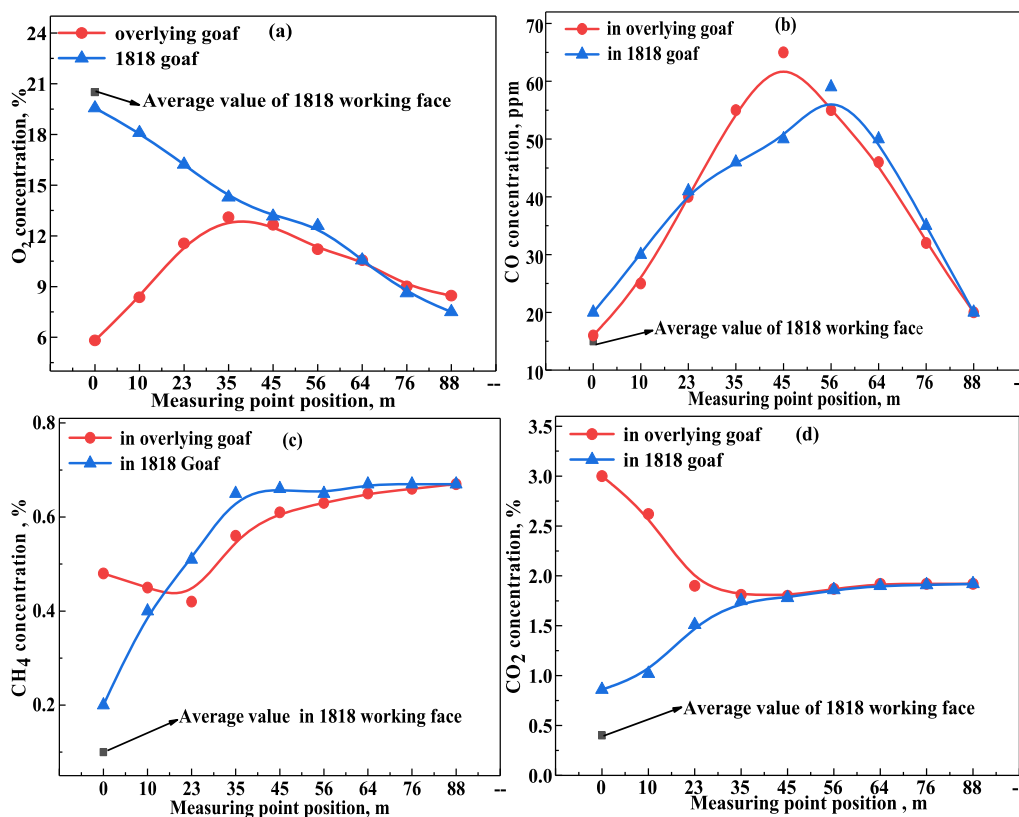 (a)
overlying goaf
1818 goaf
Average value of 1818 working face
O2 concentration, %
24
21
18
15
12
9
6
0 10 23 35 45 56 64 76 88 --
Measuring point position, m
(b)
in overlying goaf
in 1818 goaf
Average value of 1818 working face
CO concentration, ppm
70
60
50
40
30
20
10
0 10 23 35 45 56 64 76 88 --
Measuring point position, m
(c)
in overlying goaf
in 1818 Goaf
Average value in 1818 working face
CH4 concentration , %
0.8
0.6
0.4
0.2
0 10 23 35 45 56 64 76 88 --
Measuring point position, m
(d)
in overlying goaf
in 1818 goaf
Average value of 1818 working face
CO2 concentration, %
3.5
3.0
2.5
2.0
1.5
1.0
0.5
0.0
0 10 23 35 45 56 64 76 88 --
Measuring point position , m